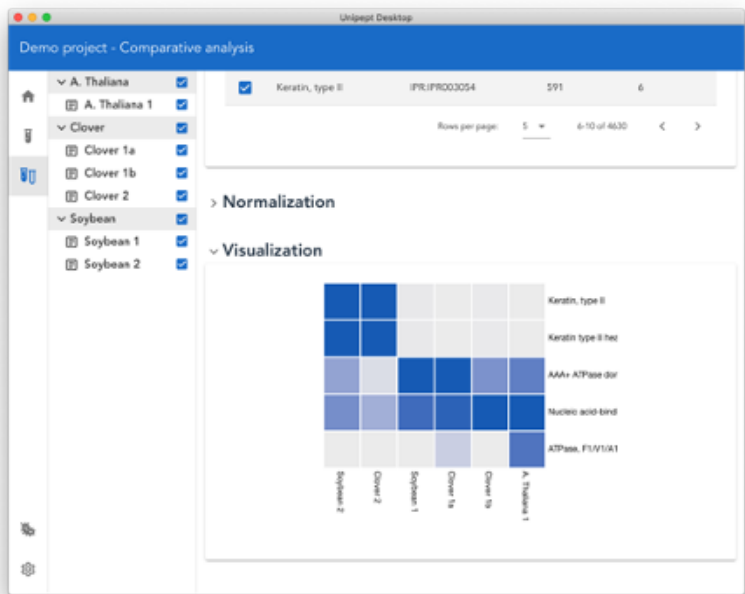 Unipept Desktop
Demo project - Comparative analysis
A. Thaliana
A. Thaliana 1
Clover
Clover 1a
Clover 1b
Clover 2
Soybean
Soybean 1
Soybean 2
Keratin, type II IPR:IPR003054 591 6
Rows per page: 5 6-10 of 4630
Normalization
Visualization
Keratin, type II
Keratin type II hea
AAA+ ATPase dor
Nucleic acid-bind
ATPase, F1/V1/A1
Soybean 2
Clover 2
Soybean 1
Clover 1a
Clover 1b
A. Thaliana 1